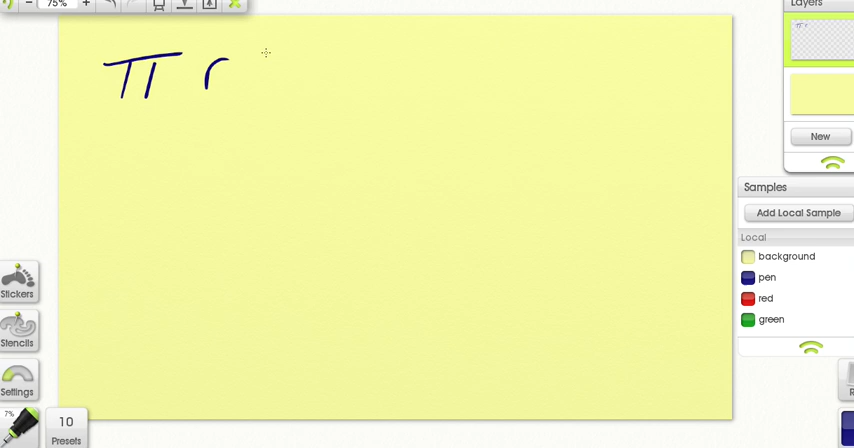 75%
Layers
π r
New
Samples
Add Local Sample
Local
background
pen
red
green
Stickers
Stencils
Settings
7%
10
Presets